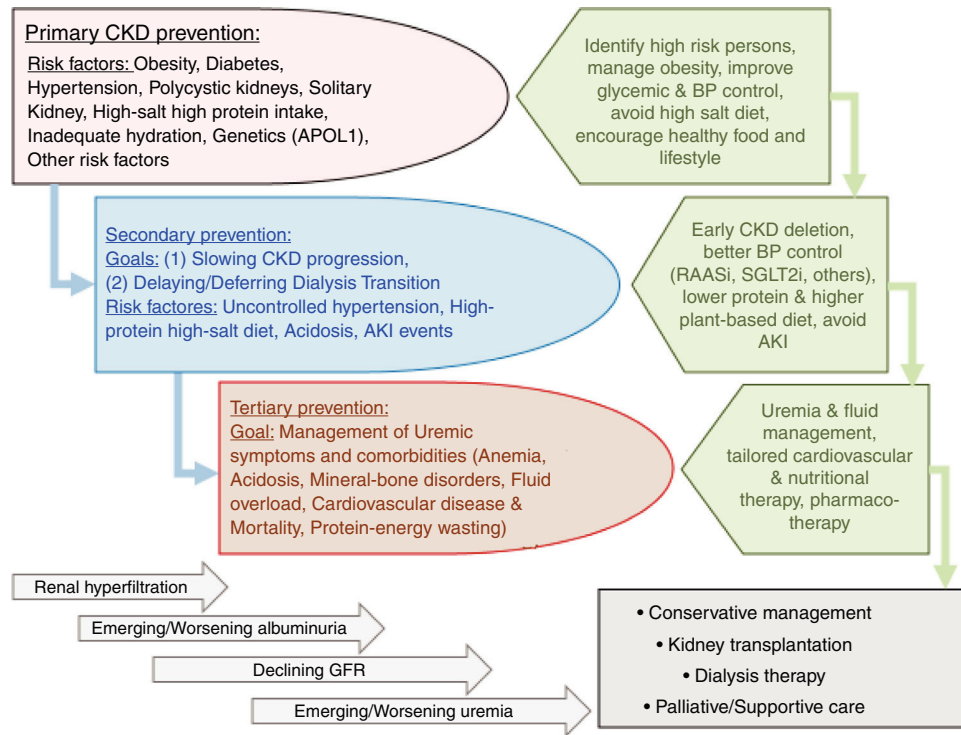 Primary CKD prevention:
Risk factors: Obesity, Diabetes,
Hypertension, Polycystic kidneys, Solitary
Kidney, High-salt high protein intake,
Inadequate hydration, Genetics (APOL1),
Other risk factors
Identify high risk persons,
manage obesity, improve
glycemic & BP control,
avoid high salt diet,
encourage healthy food and
lifestyle
Secondary prevention:
Goals: (1) Slowing CKD progression,
(2) Delaying/Deferring Dialysis Transition
Risk factores: Uncontrolled hypertension, High-
protein high-salt diet, Acidosis, AKI events
Early CKD deletion,
better BP control
(RAASi, SGLT2i, others),
lower protein & higher
plant-based diet, avoid
AKI
Tertiary prevention:
Goal: Management of Uremic
symptoms and comorbidities (Anemia,
Acidosis, Mineral-bone disorders, Fluid
overload, Cardiovascular disease &
Mortality, Protein-energy wasting)
Uremia & fluid
management,
tailored cardiovascular
& nutritional
therapy, pharmaco-
therapy
Renal hyperfiltration
Emerging/Worsening albuminuria
Declining GFR
Emerging/Worsening uremia
• Conservative management
• Kidney transplantation
• Dialysis therapy
• Palliative/Supportive care